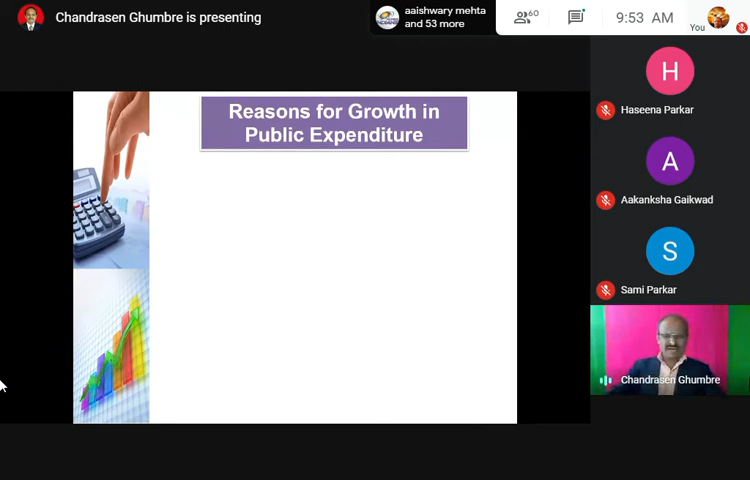 Chandrasen Ghumbre is presenting
aaishwary mehta
and 53 more
60
9:53 AM
You
Reasons for Growth in
Public Expenditure
H
Haseena Parkar
A
Aakanksha Gaikwad
S
Sami Parkar
Chandrasen Ghumbre